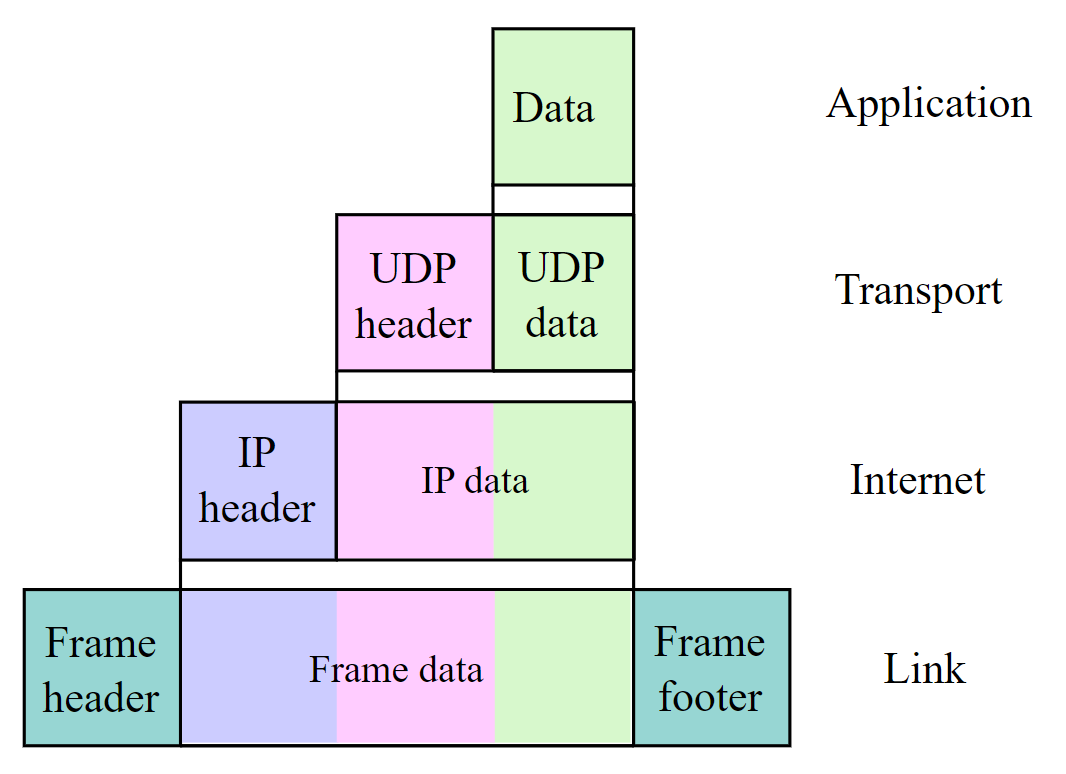 Data
Application
UDP
header
UDP
data
Transport
IP
header
IP data
Internet
Frame
header
Frame data
Frame
footer
Link